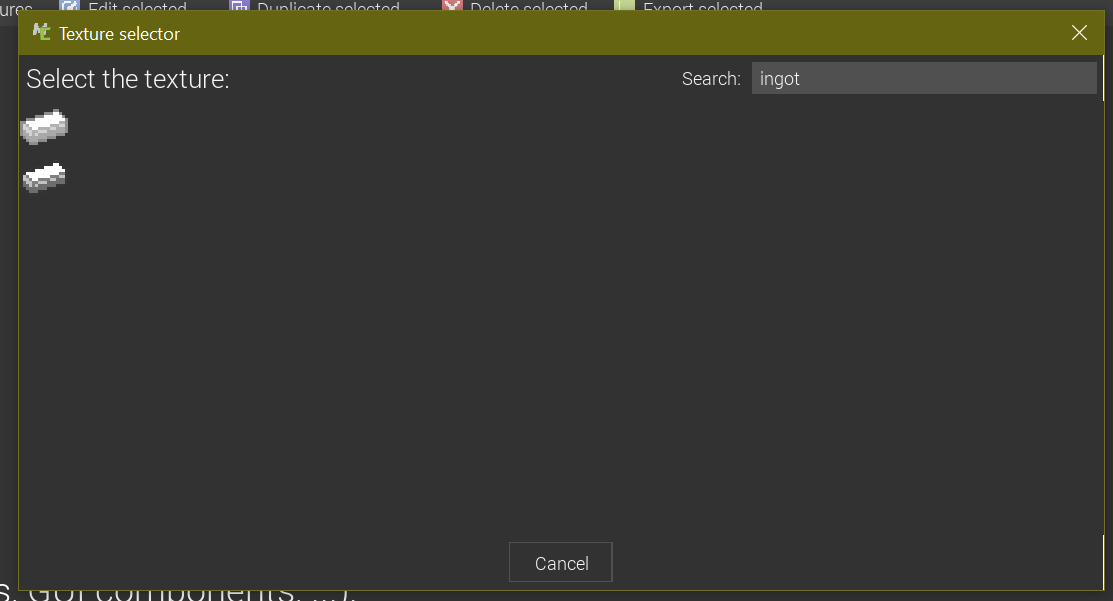 ures Edit selected Duplicate selected Delete selected Export selected
Texture selector
Select the texture: Search: ingot
Cancel
s, GUI components, ...).